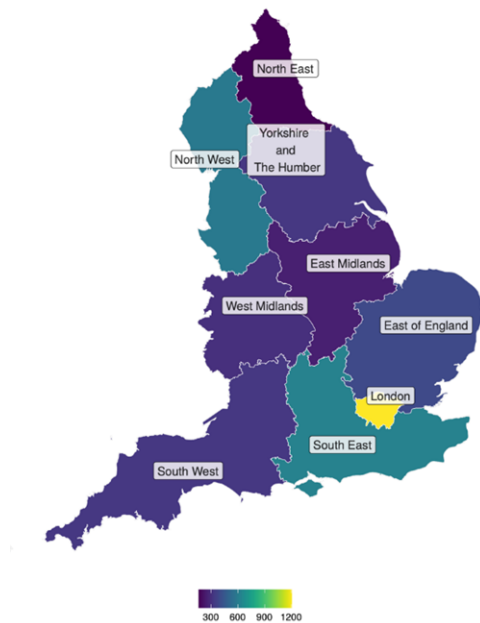 North East
Yorkshire
and
The Humber
North West
East Midlands
West Midlands
East of England
London
South East
South West
300 600 900 1200